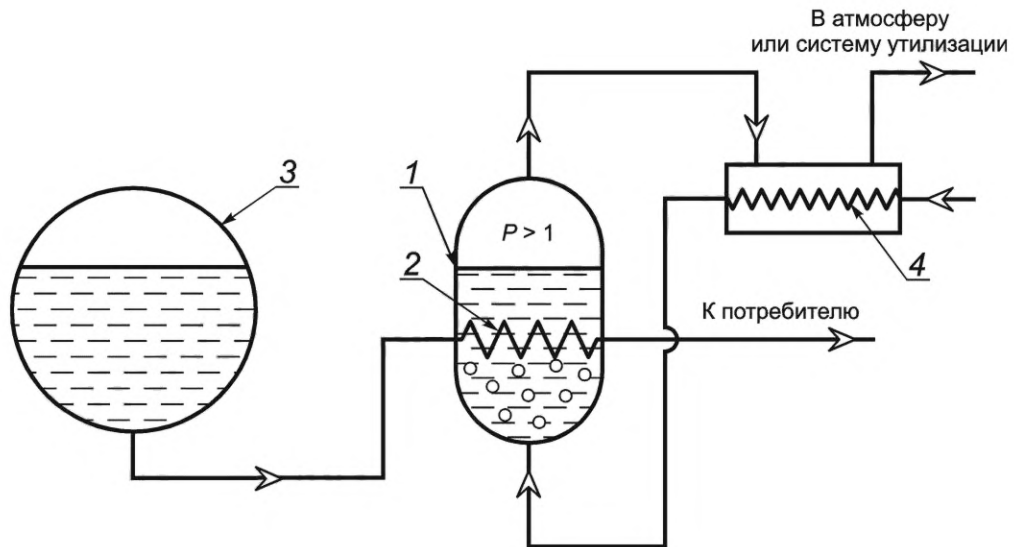 В атмосферу
или систему утилизации
3
1
P > 1
2
4
К потребителю